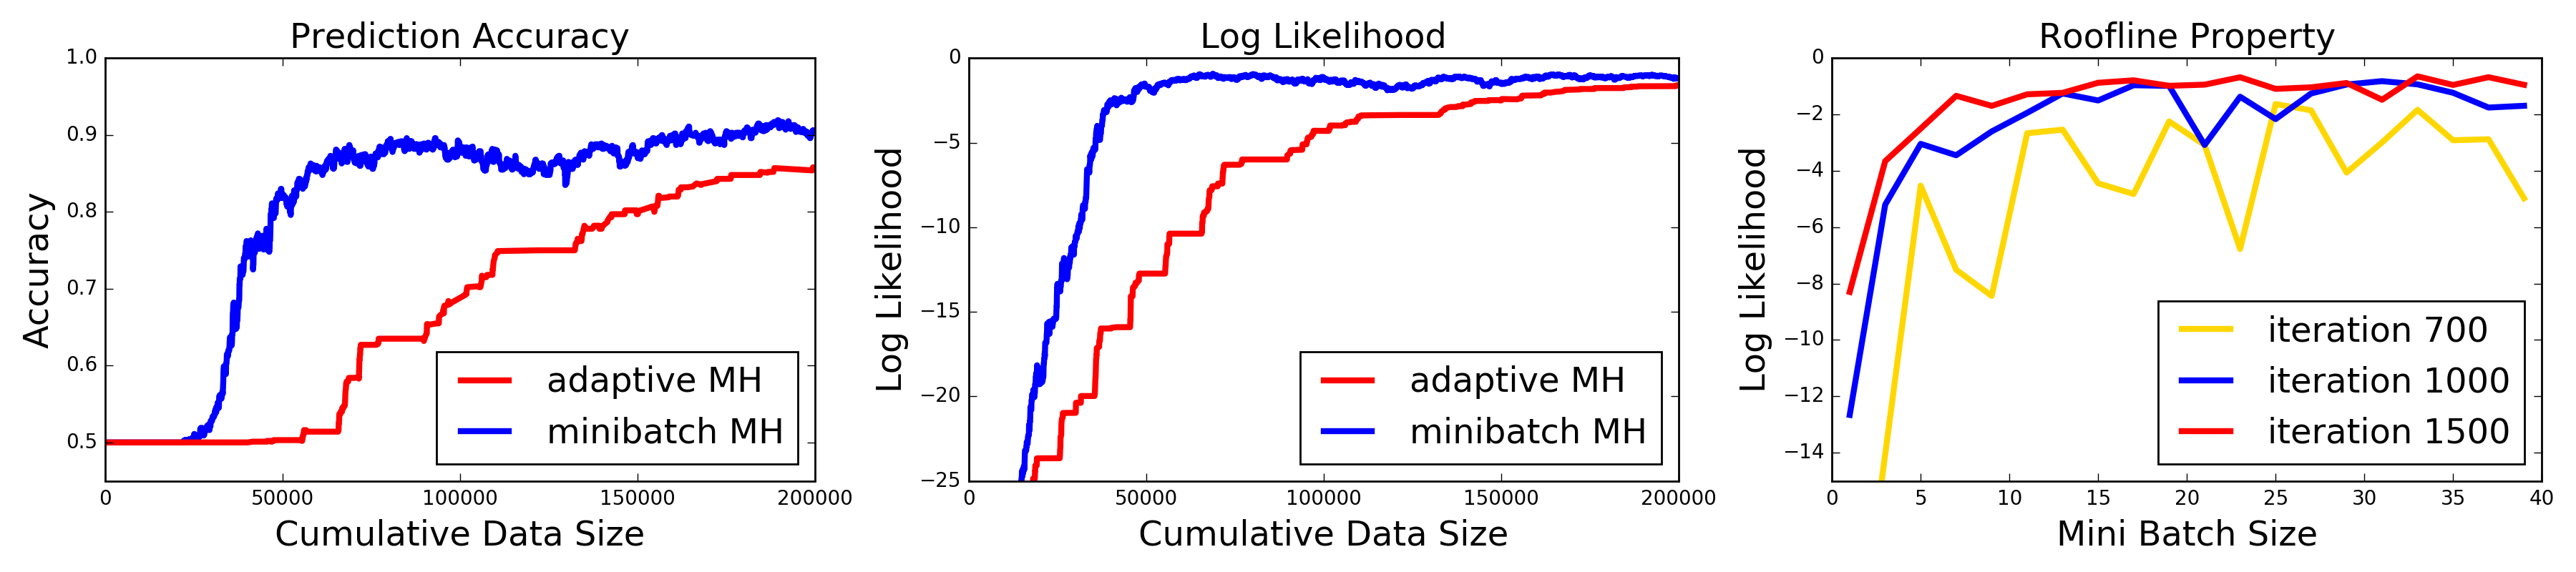 Prediction Accuracy
1.0
0.9
0.8
0.7
0.6
0.5
Accuracy
adaptive MH
minibatch MH
0 50000 100000 150000 200000
Cumulative Data Size
Log Likelihood
0
−5
−10
−15
−20
−25
Log Likelihood
adaptive MH
minibatch MH
0 50000 100000 150000 200000
Cumulative Data Size
Roofline Property
0
−2
−4
−6
−8
−10
−12
−14
Log Likelihood
iteration 700
iteration 1000
iteration 1500
0 5 10 15 20 25 30 35 40
Mini Batch Size